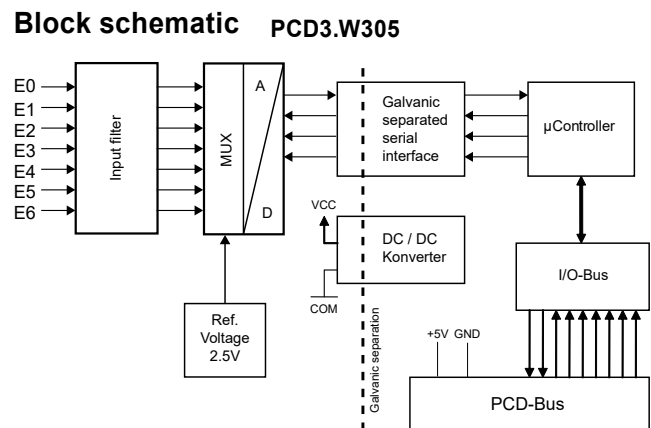 Block schematic PCD3.W305
E0
E1
E2
E3
E4
E5
E6
Input filter
MUX
A
D
Galvanic
separated
serial
interface
µController
VCC
COM
DC / DC
Konverter
I/O-Bus
Ref.
Voltage
2.5V
Galvanic separation
+5V GND
PCD-Bus